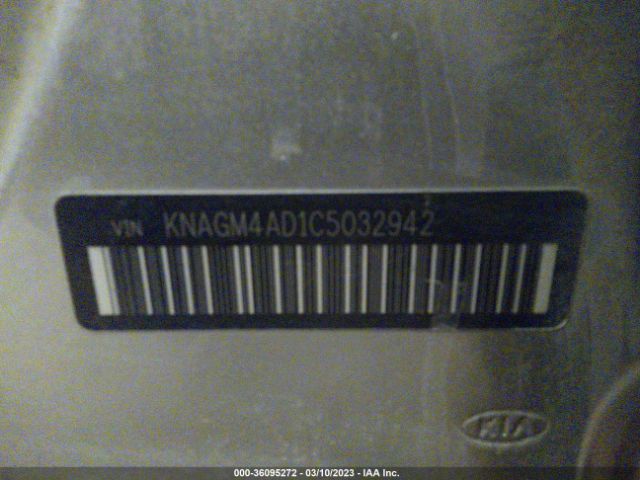 VIN KNAGM4AD1C5032942
KIA
000-36095272 - 03/10/2023 - IAA Inc.